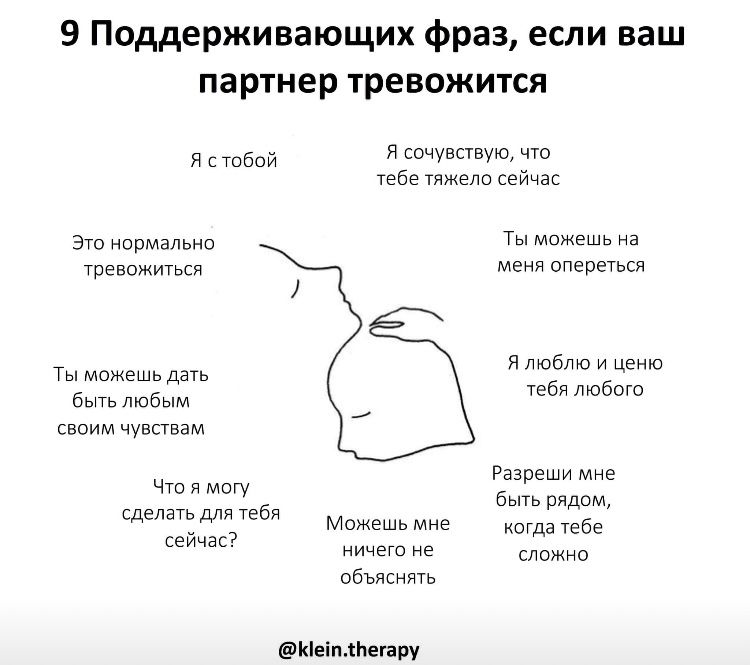 9 Поддерживающих фраз, если ваш
партнер тревожится
Я с тобой
Я сочувствую, что
тебе тяжело сейчас
Это нормально
тревожиться
Ты можешь на
меня опереться
Ты можешь дать
быть любым
своим чувствам
Я люблю и ценю
тебя любого
Что я могу
сделать для тебя
сейчас?
Можешь мне
ничего не
объяснять
Разреши мне
быть рядом,
когда тебе
сложно
@klein.therapy